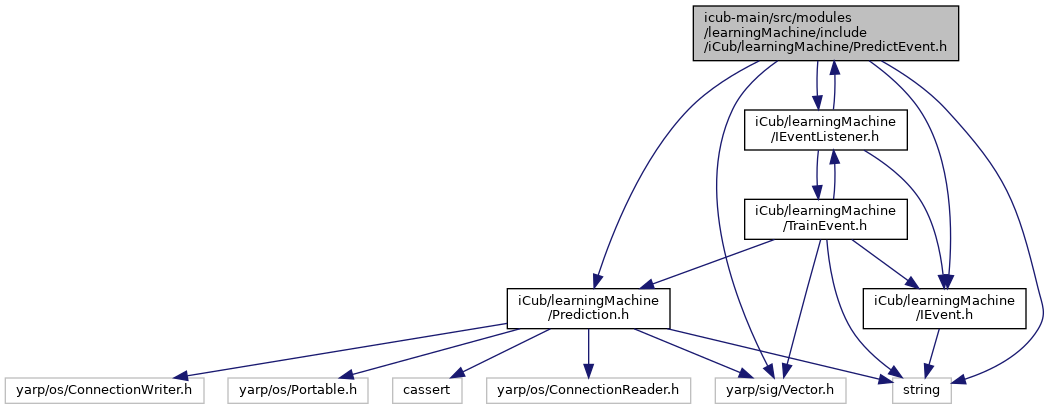 icub-main/src/modules
/learningMachine/include
/iCub/learningMachine/PredictEvent.h
iCub/learningMachine
/IEventListener.h
iCub/learningMachine
/TrainEvent.h
iCub/learningMachine
/Prediction.h
iCub/learningMachine
/IEvent.h
yarp/os/ConnectionWriter.h
yarp/os/Portable.h
cassert
yarp/os/ConnectionReader.h
yarp/sig/Vector.h
string